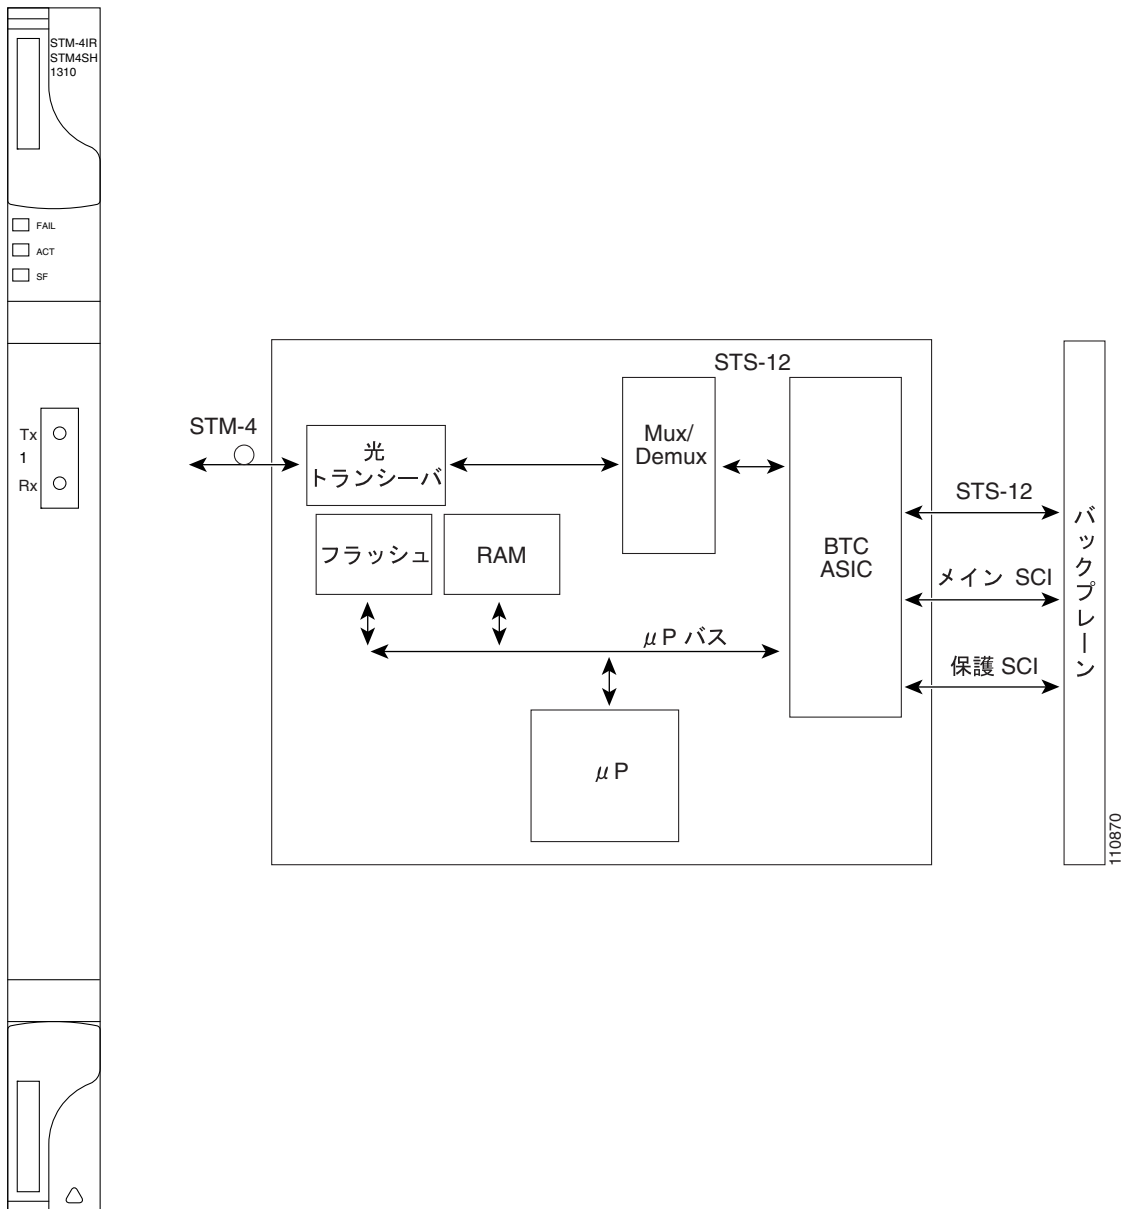 STM-4IR
STM4SH
1310
FAIL
ACT
SF
Tx
1
Rx
STM-4
光
トランシーバ
フラッシュ
RAM
Mux/
Demux
STS-12
BTC
ASIC
μP バス
μP
STS-12
メイン SCI
保護 SCI
バックプレーン
110870